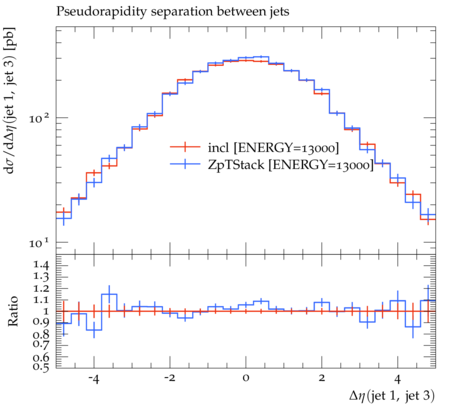 Pseudorapidity separation between jets
dσ/dΔη(jet 1, jet 3) [pb]
10²
10¹
incl [ENERGY=13000]
ZpTStack [ENERGY=13000]
Ratio
1.4
1.3
1.2
1.1
1
0.9
0.8
0.7
0.6
0.5
-4 -2 0 2 4
Δη(jet 1, jet 3)